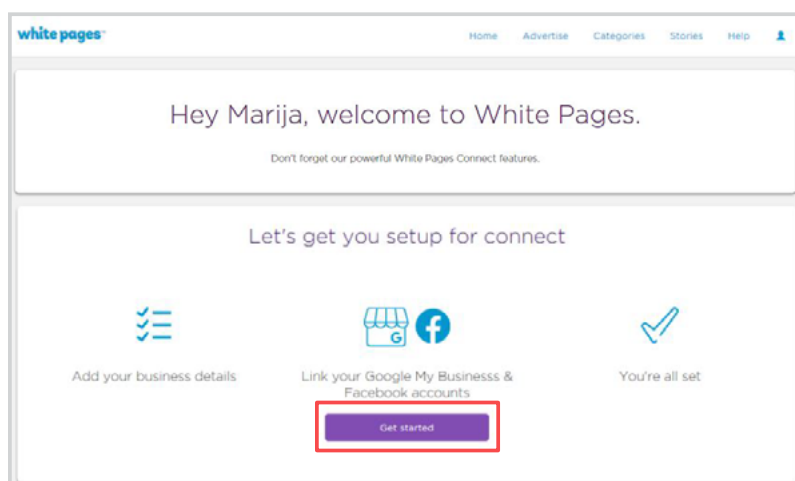 white pages™
Home Advertise Categories Stories Help
Hey Marija, welcome to White Pages.
Don't forget our powerful White Pages Connect features.
Let's get you setup for connect
G f
Add your business details
Link your Google My Businesss &
Facebook accounts
You're all set
Get started